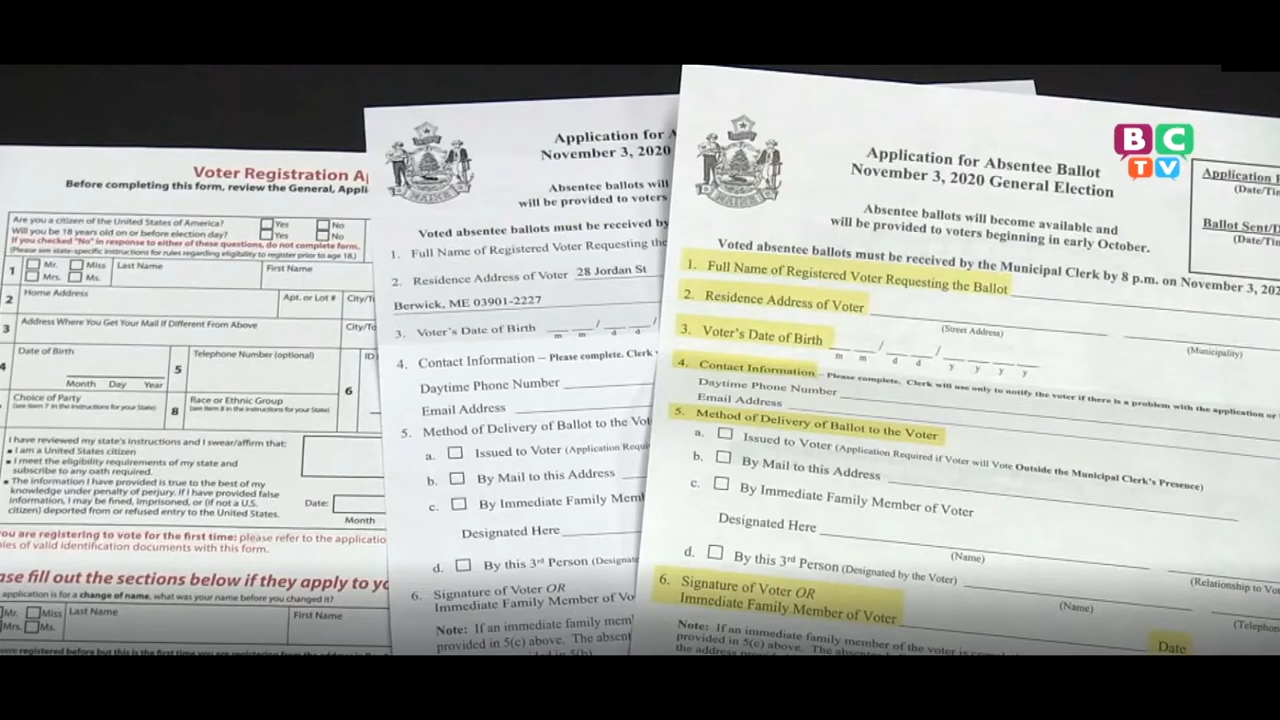 BC
TV
Voter Registration Ap
Before completing this form, review the General, Appli
Are you a citizen of the United States of America? Yes No
Will you be 18 years old on or before election day? Yes No
If you checked "No" in response to either of these questions, do not complete form.
(Please see state-specific instructions for rules regarding eligibility to register prior to age 18.)
1 Mr. Miss Last Name First Name
Mrs. Ms.
2 Home Address Apt. or Lot # City/T
3 Address Where You Get Your Mail If Different From Above City/To
4 Date of Birth
Month Day Year
5 Telephone Number (optional)
6 ID
Choice of Party
(see item 7 in the instructions for your State)
8 Race or Ethnic Group
(see item 8 in the instructions for your State)
I have reviewed my state's instructions and I swear/affirm that:
■ I am a United States citizen
■ I meet the eligibility requirements of my state and
subscribe to any oath required.
■ The information I have provided is true to the best of my
knowledge under penalty of perjury. If I have provided false
information, I may be fined, imprisoned, or (if not a U.S.
citizen) deported from or refused entry to the United States.
Date:
Month
ou are registering to vote for the first time: please refer to the applicatio
ies of valid identification documents with this form.
ase fill out the sections below if they apply to yo
application is for a change of name, what was your name before you changed it?
Mr. Miss Last Name First Name
Mrs. Ms.
were registered before but this is the first time you are registering from the
MAINE
Application for A
November 3, 2020
Absentee ballots will
will be provided to voters
Voted absentee ballots must be received by
1. Full Name of Registered Voter Requesting the
2. Residence Address of Voter 28 Jordan St
Berwick, ME 03901-2227
3. Voter's Date of Birth / /
m m d d
4. Contact Information – Please complete. Clerk
Daytime Phone Number
Email Address
5. Method of Delivery of Ballot to the Vot
a. Issued to Voter (Application Requi
b. By Mail to this Address
c. By Immediate Family Mem
Designated Here
d. By this 3rd Person (Designate
6. Signature of Voter OR
Immediate Family Member of Vo
Note: If an immediate family mem
provided in 5(c) above. The absent
MAINE
Application for Absentee Ballot
November 3, 2020 General Election
Absentee ballots will become available and
will be provided to voters beginning in early October.
Voted absentee ballots must be received by the Municipal Clerk by 8 p.m. on November 3, 202
Application R
(Date/Tim
Ballot Sent/D
(Date/Tim
1. Full Name of Registered Voter Requesting the Ballot
2. Residence Address of Voter
(Street Address) (Municipality)
3. Voter's Date of Birth / /
m m d d y y y y
4. Contact Information – Please complete. Clerk will use only to notify the voter if there is a problem with the application or
Daytime Phone Number
Email Address
5. Method of Delivery of Ballot to the Voter
a. Issued to Voter (Application Required if Voter will Vote Outside the Municipal Clerk's Presence)
b. By Mail to this Address
c. By Immediate Family Member of Voter
Designated Here
(Name) (Relationship to Vot
d. By this 3rd Person (Designated by the Voter)
(Name) (Telephon
6. Signature of Voter OR
Immediate Family Member of Voter
Date
Note: If an immediate family member of the voter is
provided in 5(c) above. The absentee
the address